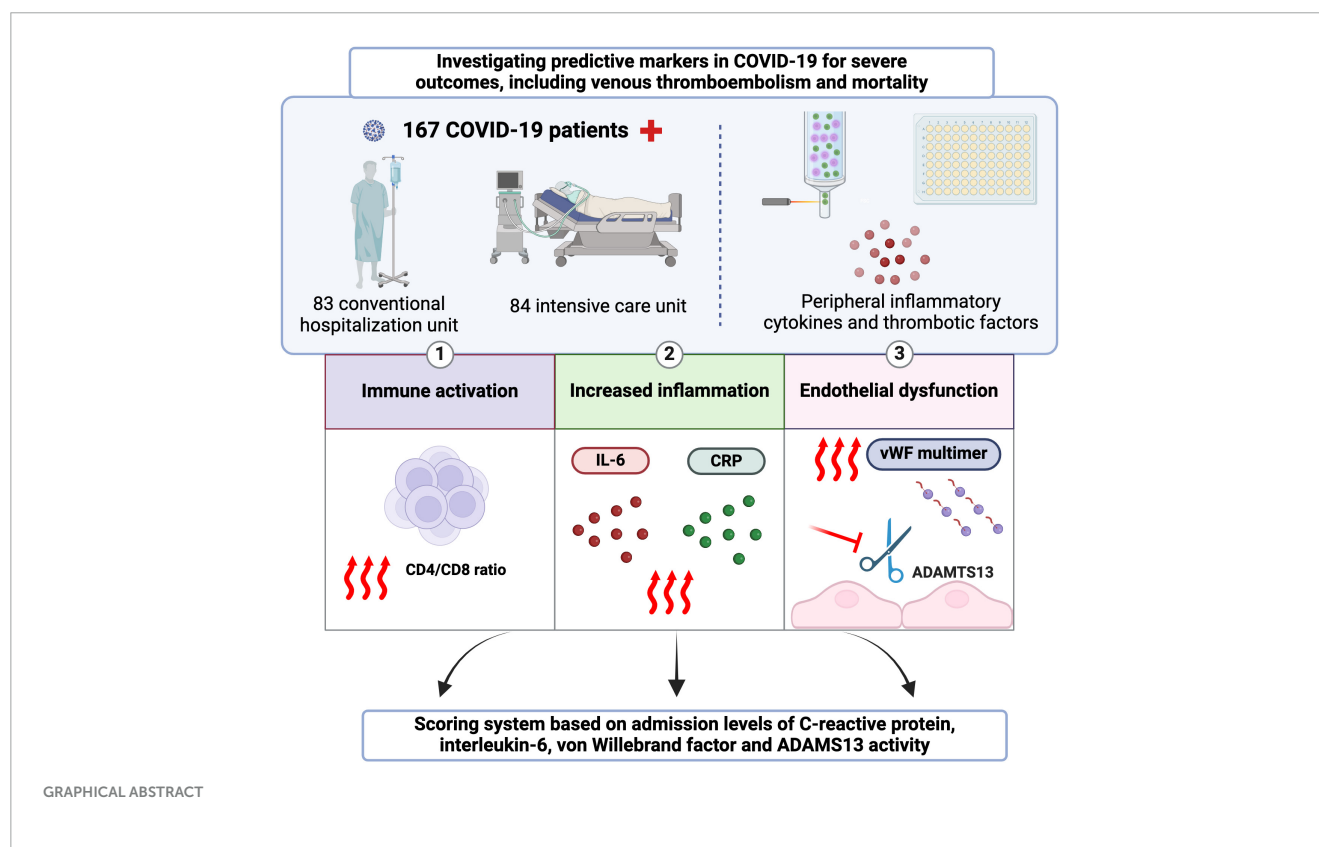 Investigating predictive markers in COVID-19 for severe
outcomes, including venous thromboembolism and mortality
167 COVID-19 patients
83 conventional
hospitalization unit
84 intensive care unit
Peripheral inflammatory
cytokines and thrombotic factors
1
Immune activation
2
Increased inflammation
3
Endothelial dysfunction
CD4/CD8 ratio
IL-6
CRP
vWF multimer
ADAMTS13
Scoring system based on admission levels of C-reactive protein,
interleukin-6, von Willebrand factor and ADAMS13 activity
GRAPHICAL ABSTRACT